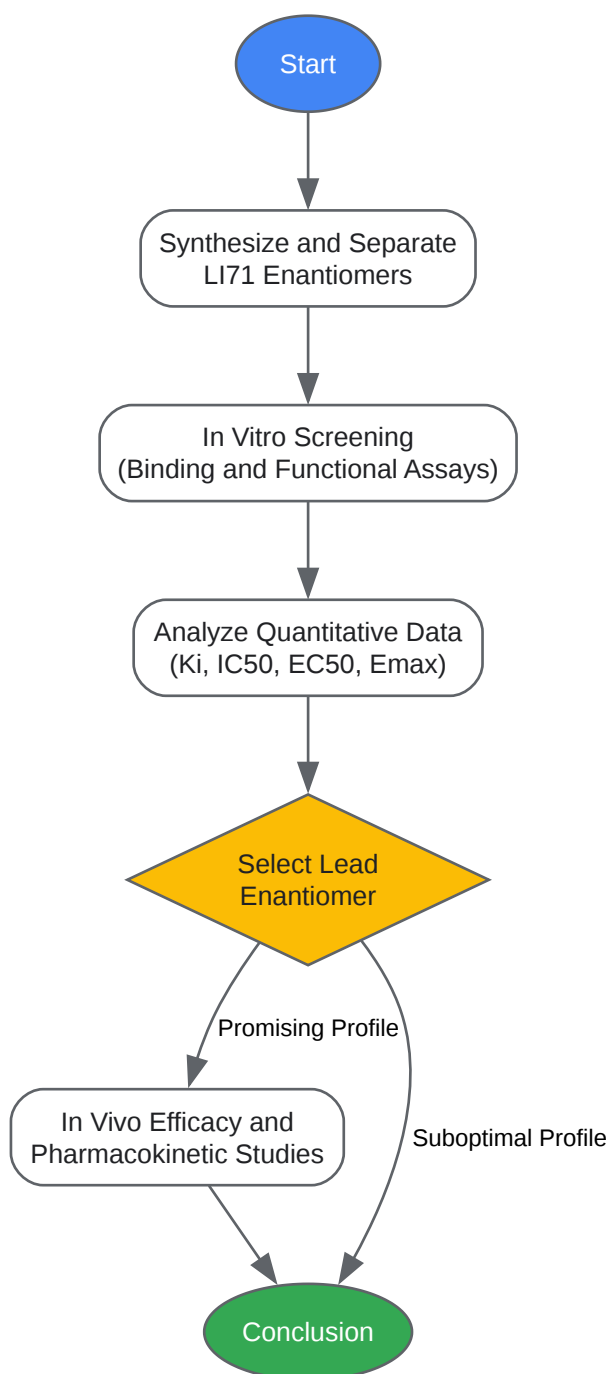 Start
Synthesize and Separate
LI71 Enantiomers
In Vitro Screening
(Binding and Functional Assays)
Analyze Quantitative Data
(Ki, IC50, EC50, Emax)
Select Lead
Enantiomer
Promising Profile
In Vivo Efficacy and
Pharmacokinetic Studies
Suboptimal Profile
Conclusion